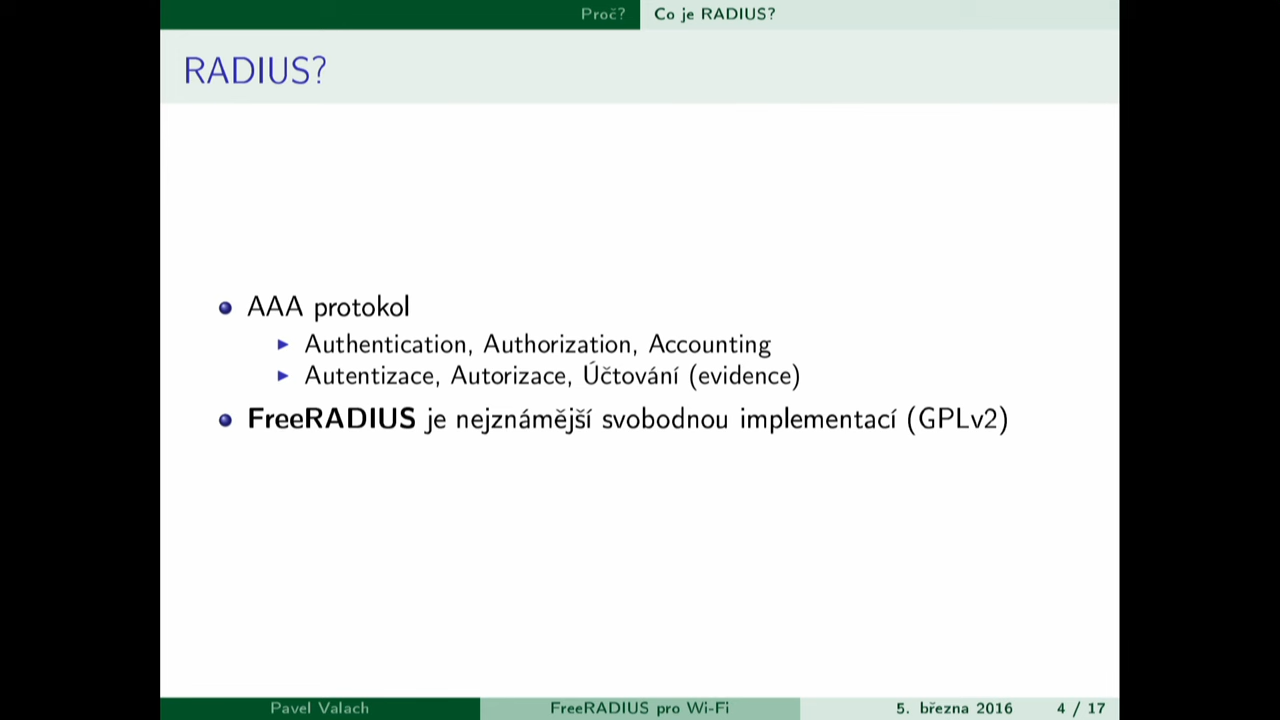 Proč? Co je RADIUS?
RADIUS?
AAA protokol
Authentication, Authorization, Accounting
Autentizace, Autorizace, Účtování (evidence)
FreeRADIUS je nejznámější svobodnou implementací (GPLv2)
Pavel Valach FreeRADIUS pro Wi-Fi 5. března 2016 4 / 17